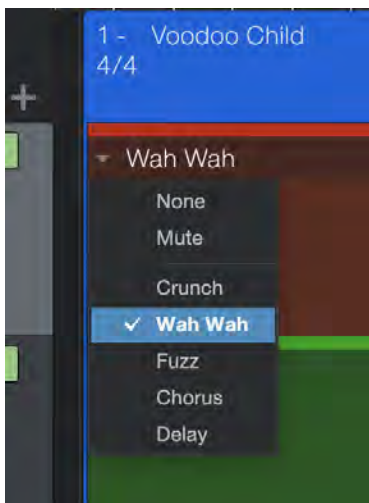 1 - Voodoo Child
4/4
Wah Wah
None
Mute
Crunch
Wah Wah
Fuzz
Chorus
Delay